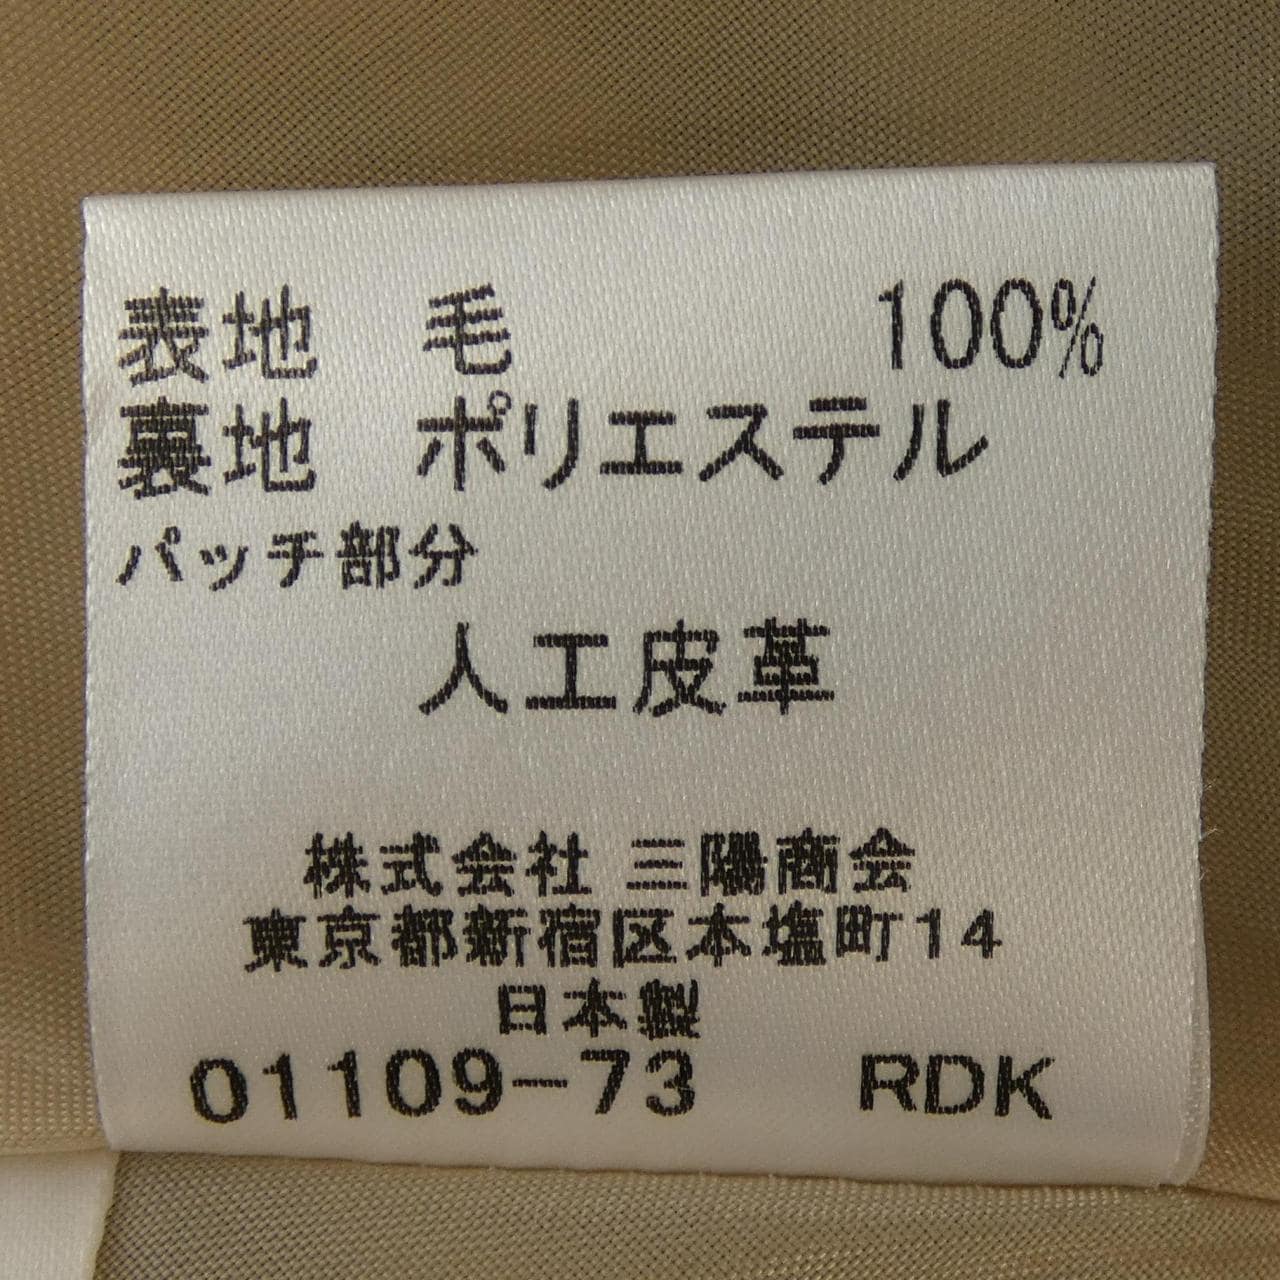 表地 毛 100%
裏地 ポリエステル
パッチ部分
人工皮革
株式会社 三陽商会
東京都新宿区本塩町14
日本製
01109-73 RDK